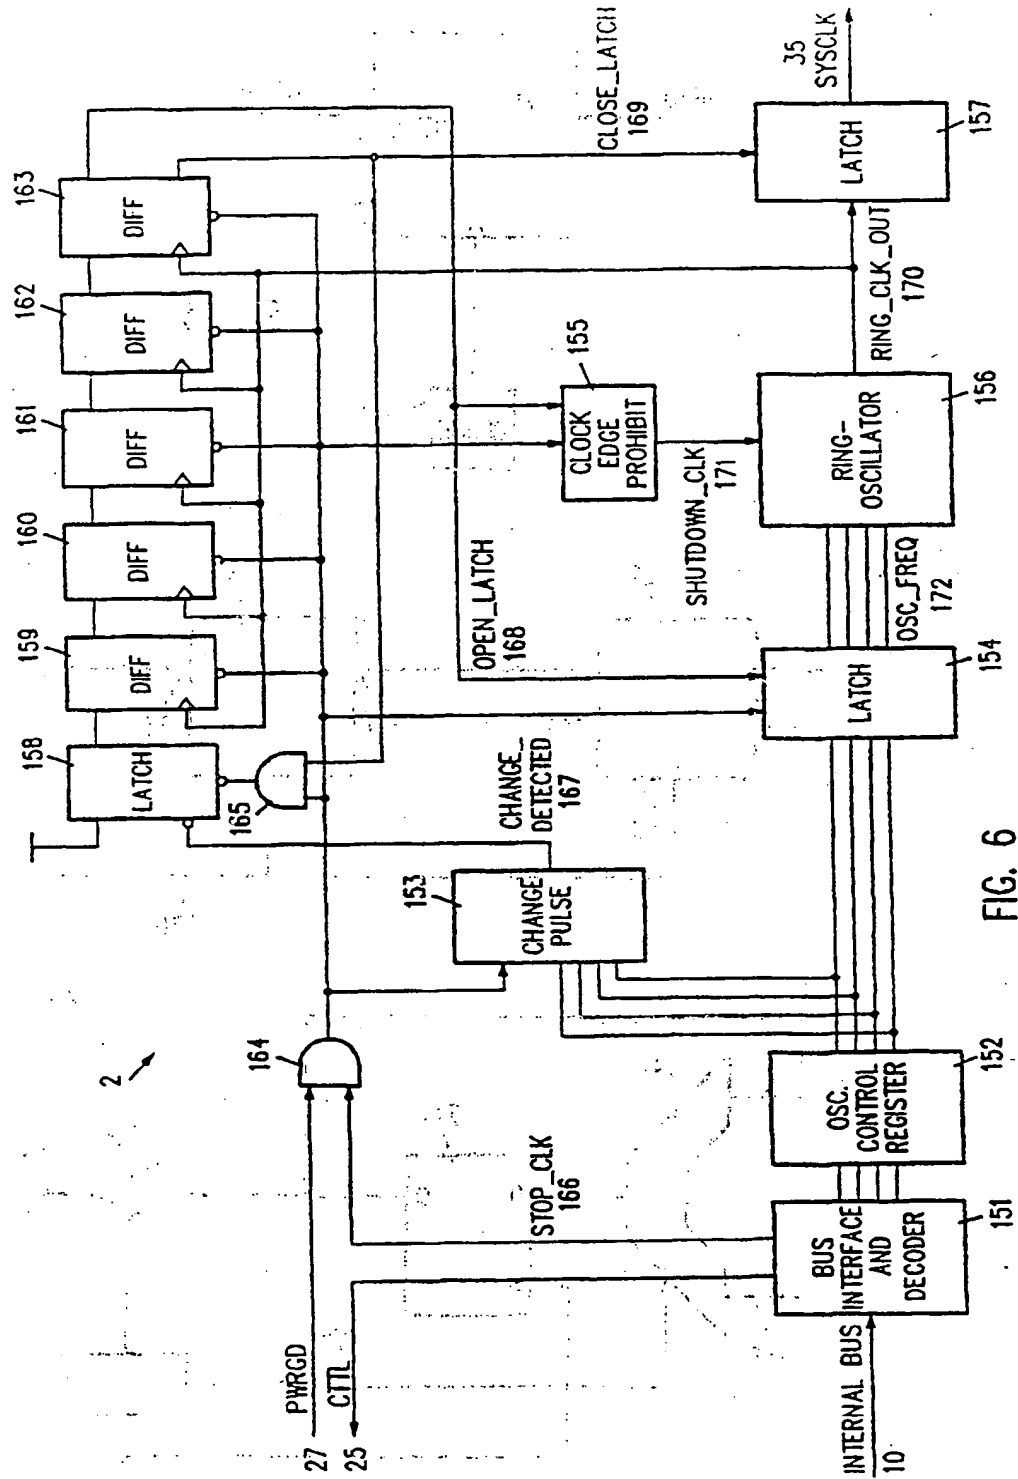 163
DIFF
162
DIFF
161
DIFF
160
DIFF
159
DIFF
158
LATCH
165
CLOSE_LATCH
169
35
SYSCLK
LATCH
157
RING_CLK_OUT
170
155
CLOCK
EDGE
PROHIBIT
SHUTDOWN_CLK
171
RING-
OSCILLATOR
156
OPEN_LATCH
168
OSC_FREQ
172
LATCH
154
CHANGE_
DETECTED
167
153
CHANGE
PULSE
2
164
STOP_CLK
166
OSC.
CONTROL
REGISTER
152
BUS
INTERFACE
AND
DECODER
151
PWRGD
27
CTTL
25
INTERNAL BUS
10
FIG. 6